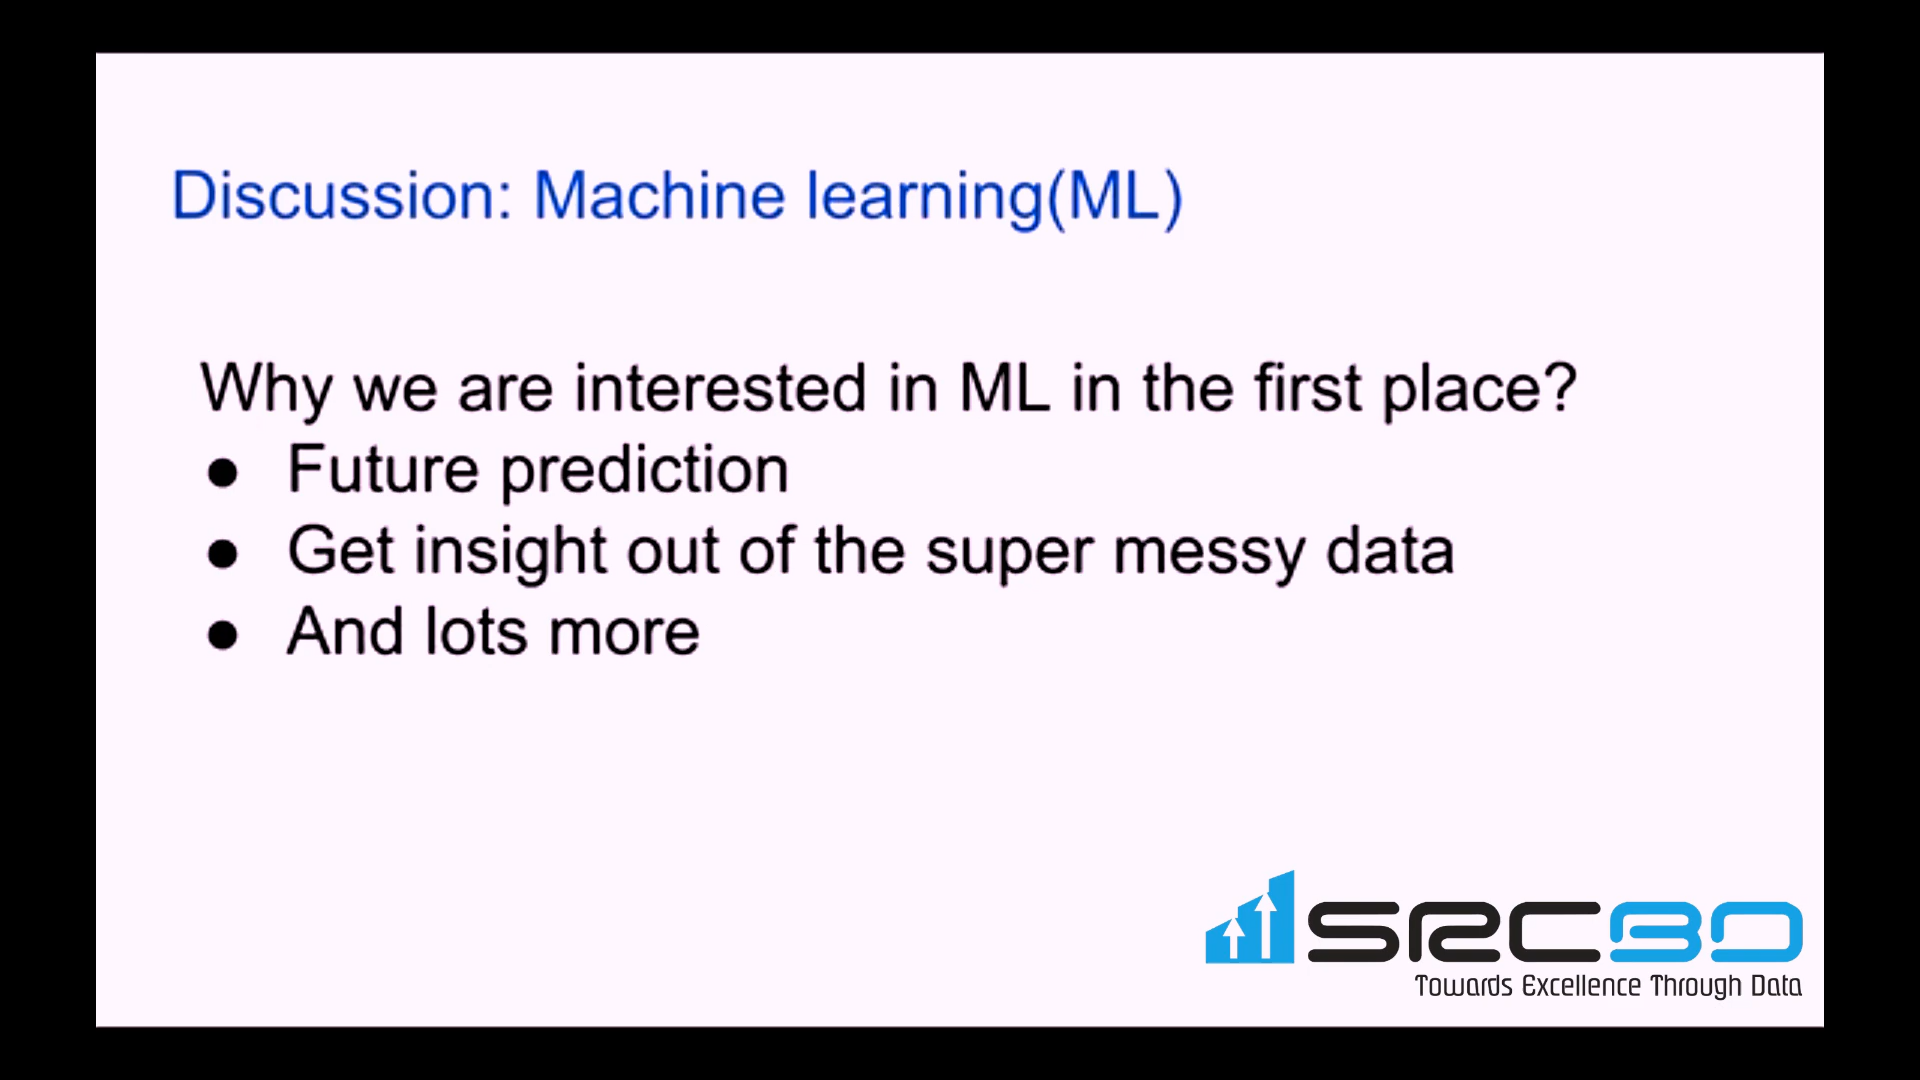 Discussion: Machine learning(ML)
Why we are interested in ML in the first place?
● Future prediction
● Get insight out of the super messy data
● And lots more
SRCBD
Towards Excellence Through Data